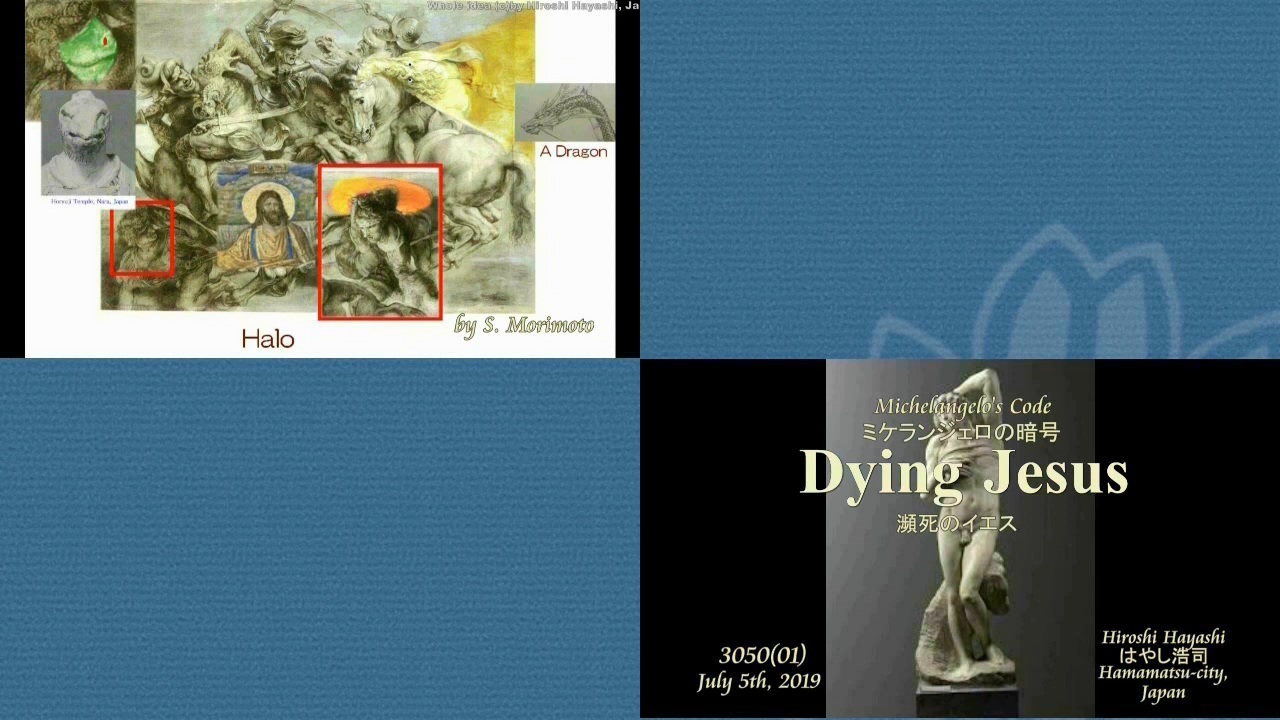 Whole idea (c)by Hiroshi Hayashi, Ja
A Dragon
Horyuji Temple, Nara, Japan
by S. Morimoto
Halo
Michelangelo's Code
ミケランジェロの暗号
Dying Jesus
瀕死のイエス
3050(01)
July 5th, 2019
Hiroshi Hayashi
はやし浩司
Hamamatsu-city,
Japan